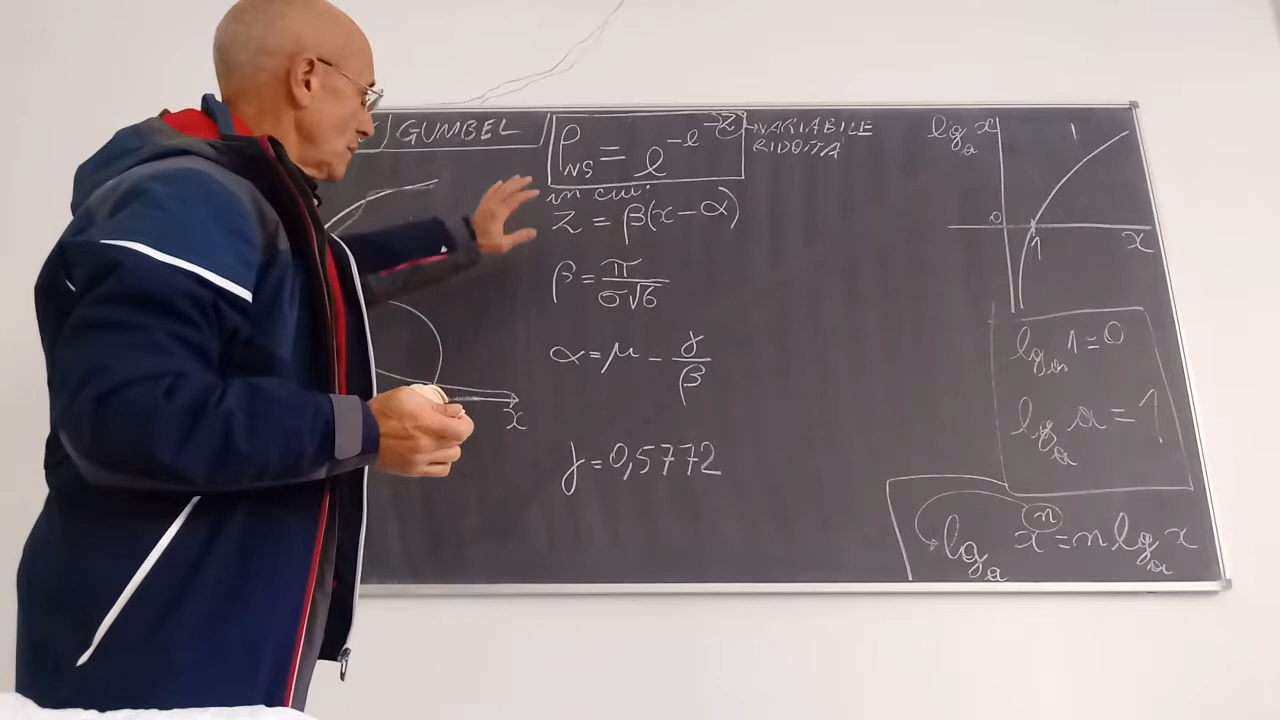 ) GUMBEL
P_NS = e^-e^-z → VARIABILE RIDOTTA
in cui:
z = β(x-α)
β = π/σ√6
α = μ - γ/β
γ = 0,5772
x
lg_a x
1
0
1
x
lg_a 1 = 0
lg_a a = 1
lg_a x^n = n lg_a x